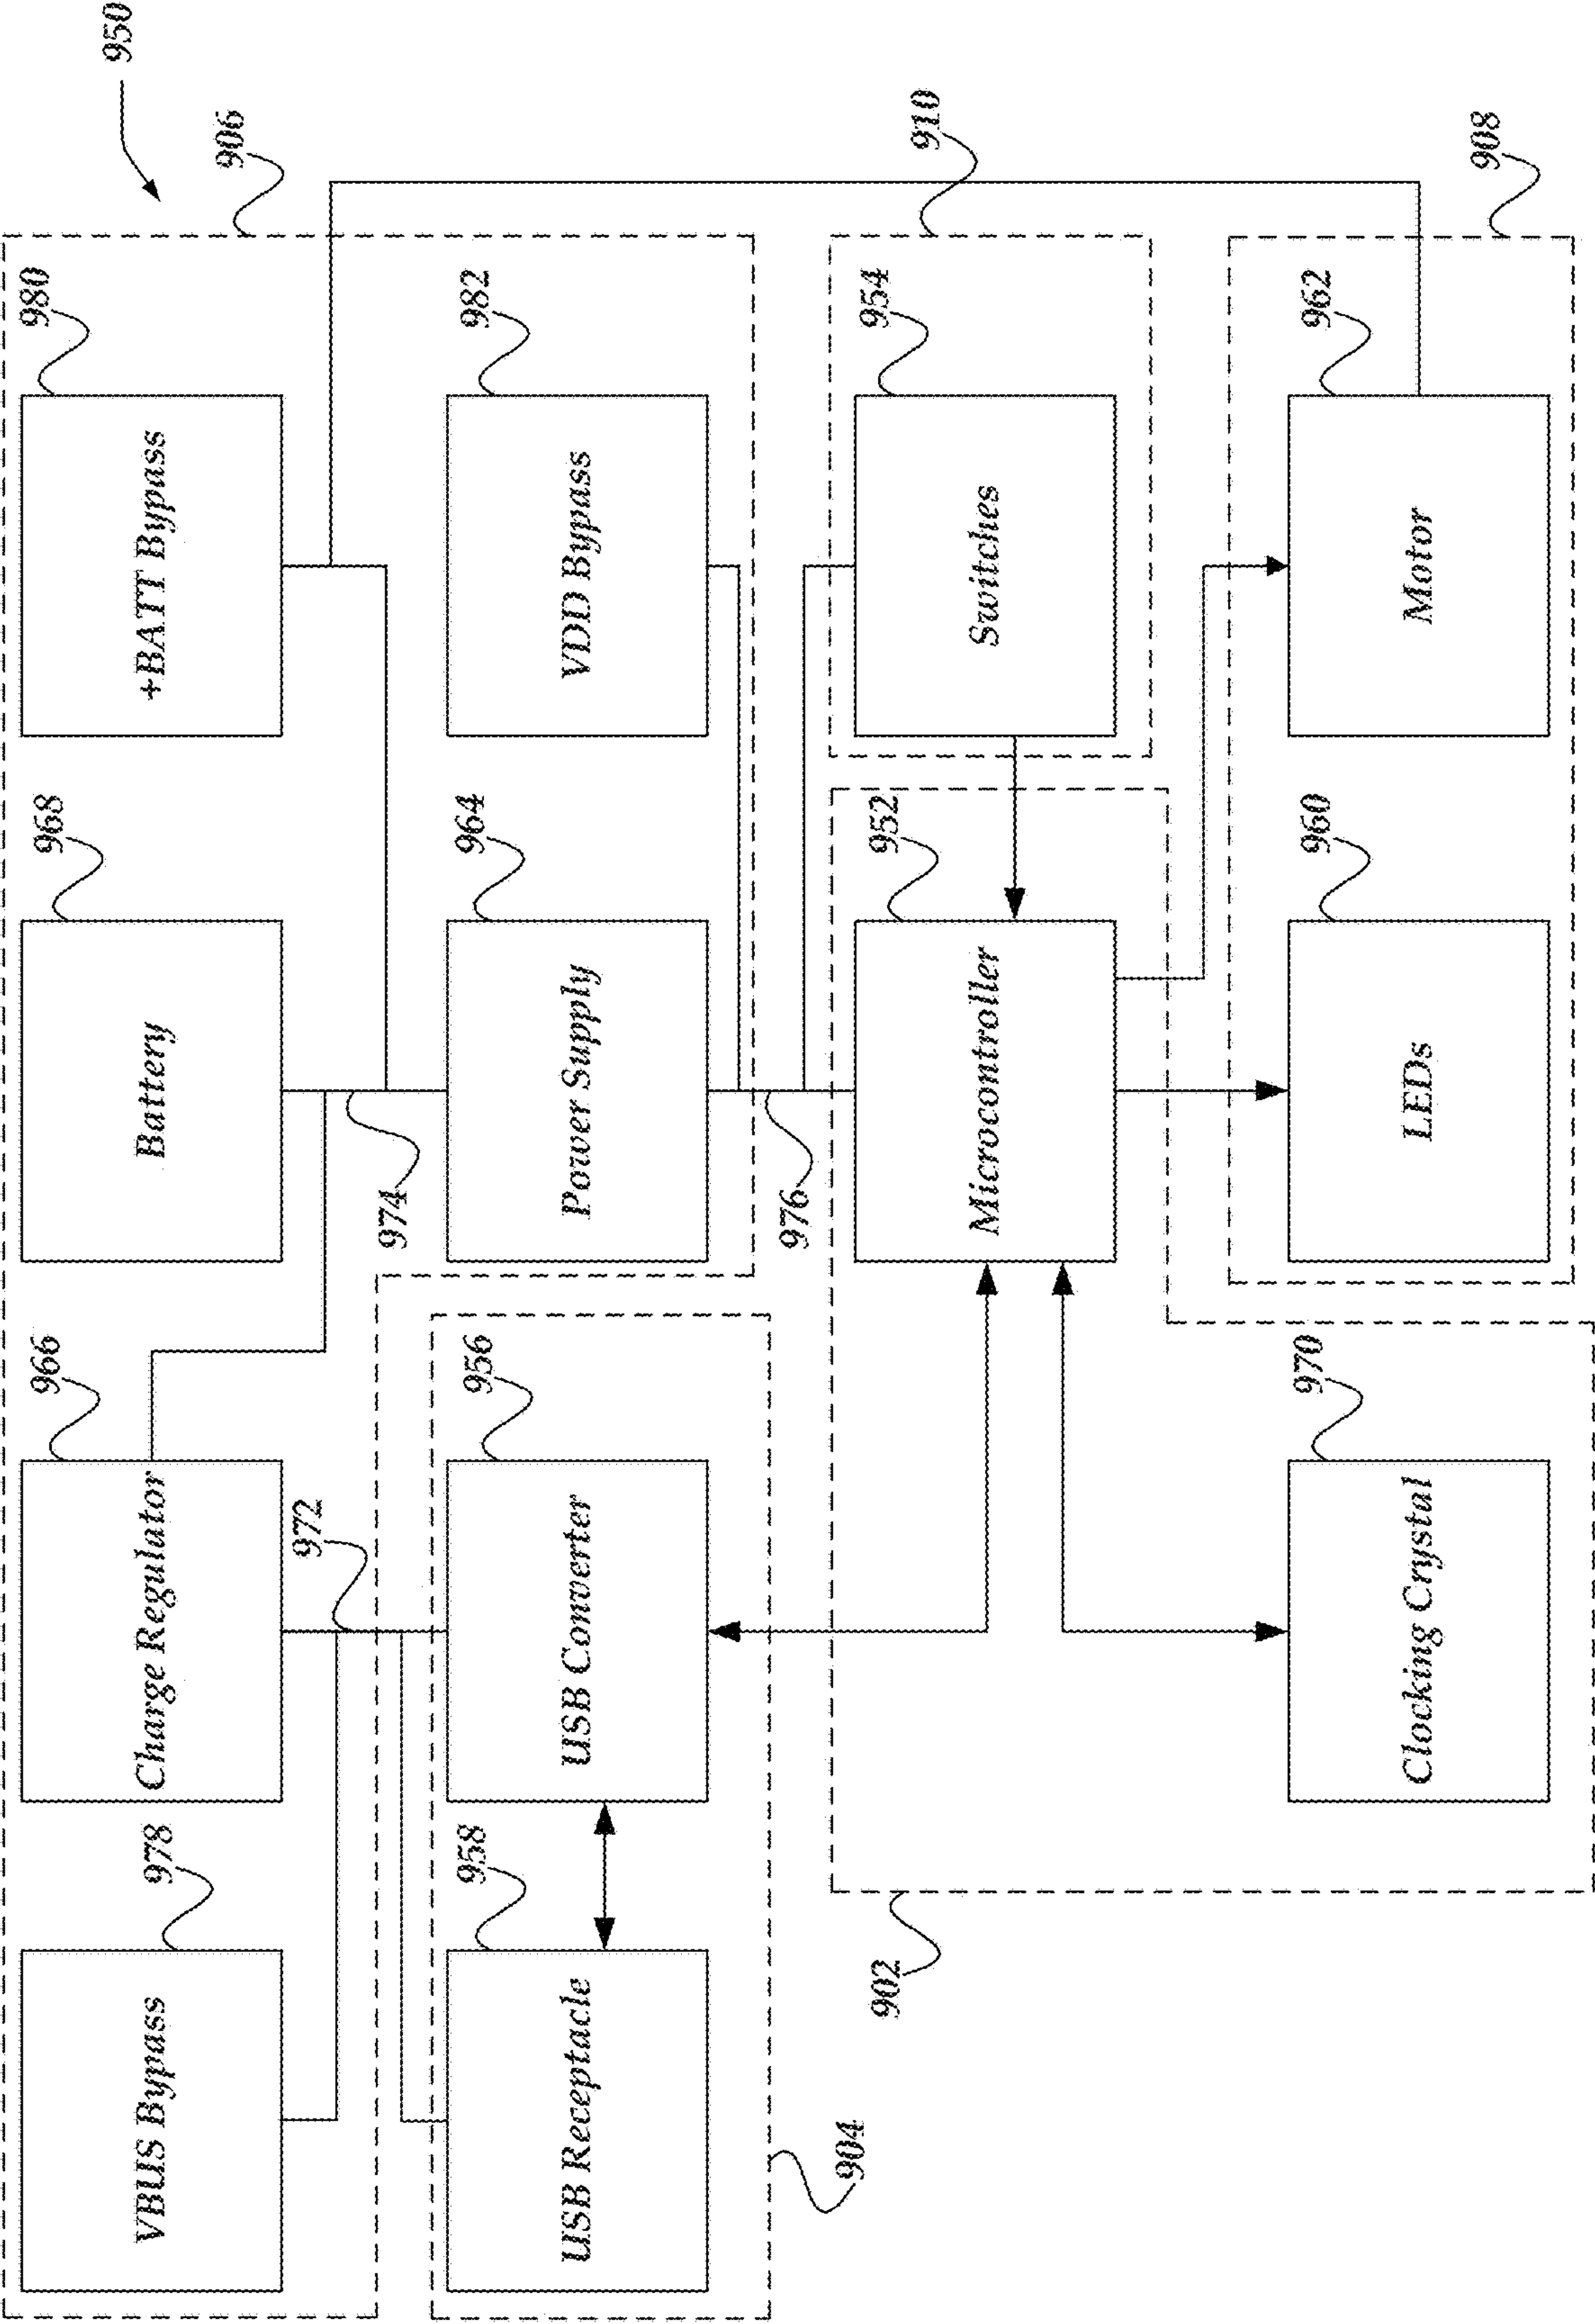 950
906
VBUS Bypass
978
Charge Regulator
966
Battery
968
+BATT Bypass
980
972
974
USB Receptacle
958
USB Converter
956
Power Supply
964
VDD Bypass
982
904
976
910
902
Microcontroller
952
Switches
954
908
Clocking Crystal
970
LEDs
960
Motor
962